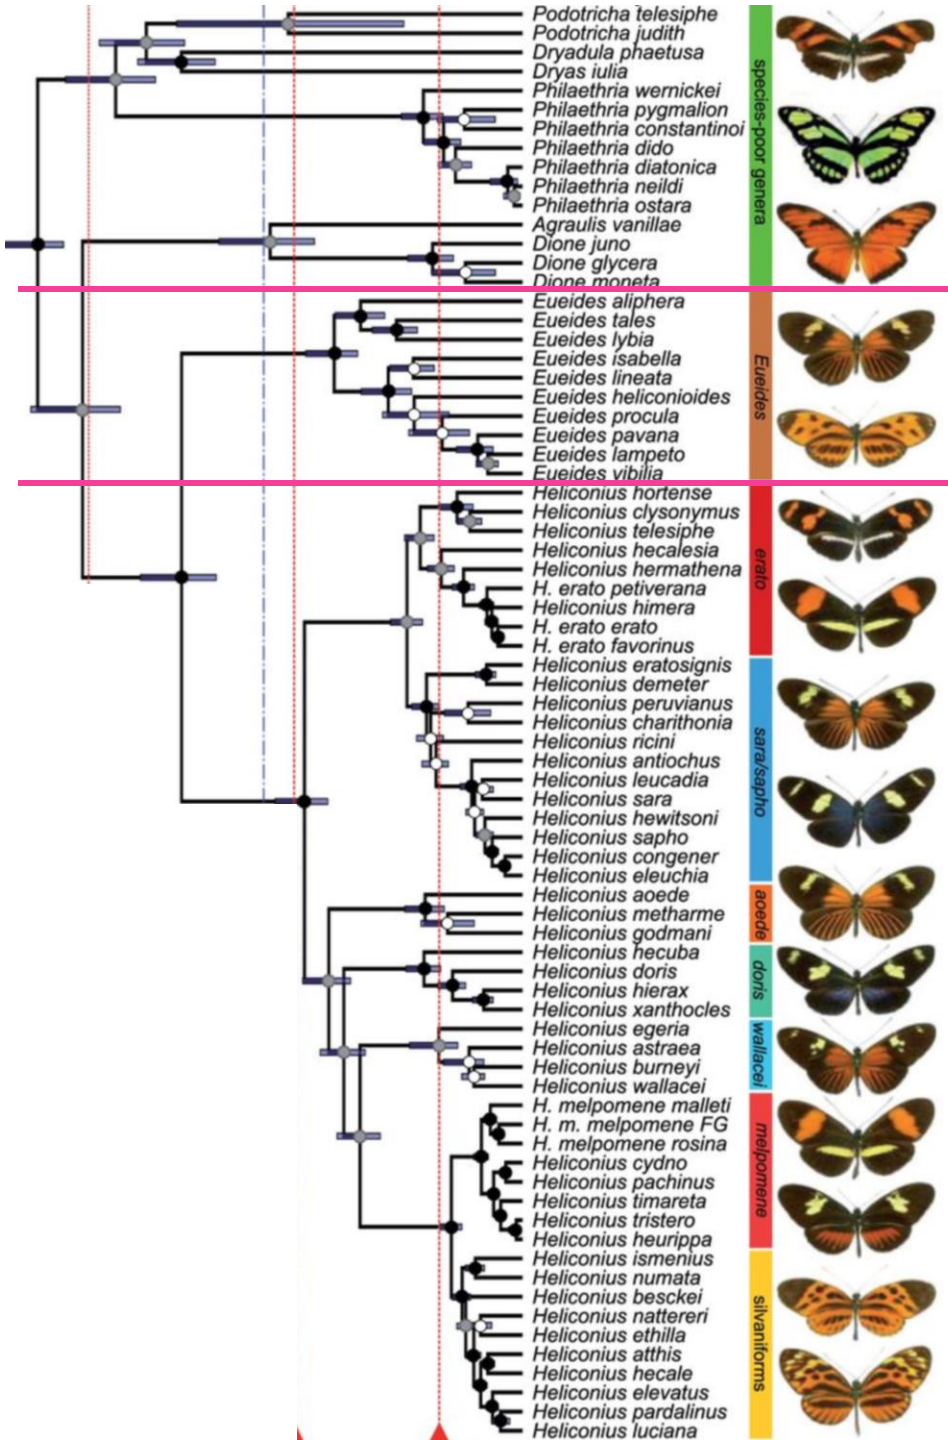 Podotricha telesiphe
Podotricha judith
Dryadula phaetusa
Dryas iulia
Philaethria wernickei
Philaethria pygmalion
Philaethria constantinoi
Philaethria dido
Philaethria diatonica
Philaethria neildi
Philaethria ostara
Agraulis vanillae
Dione juno
Dione glycera
Dione moneta
species-poor genera
Eueides aliphera
Eueides tales
Eueides lybia
Eueides isabella
Eueides lineata
Eueides heliconioides
Eueides procula
Eueides pavana
Eueides lampeto
Eueides vibilia
Eueides
Heliconius hortense
Heliconius clysonymus
Heliconius telesiphe
Heliconius hecalesia
Heliconius hermathena
H. erato petiverana
Heliconius himera
H. erato erato
H. erato favorinus
erato
Heliconius eratosignis
Heliconius demeter
Heliconius peruvianus
Heliconius charithonia
Heliconius ricini
Heliconius antiochus
Heliconius leucadia
Heliconius sara
Heliconius hewitsoni
Heliconius sapho
Heliconius congener
Heliconius eleuchia
sara/sapho
Heliconius aoede
Heliconius metharme
Heliconius godmani
aoede
Heliconius hecuba
Heliconius doris
Heliconius hierax
Heliconius xanthocles
doris
Heliconius egeria
Heliconius astraea
Heliconius burneyi
Heliconius wallacei
wallacei
H. melpomene malleti
H. m. melpomene FG
H. melpomene rosina
Heliconius cydno
Heliconius pachinus
Heliconius timareta
Heliconius tristero
Heliconius heurippa
melpomene
Heliconius ismenius
Heliconius numata
Heliconius besckei
Heliconius nattereri
Heliconius ethilla
Heliconius atthis
Heliconius hecale
Heliconius elevatus
Heliconius pardalinus
Heliconius luciana
silvaniforms